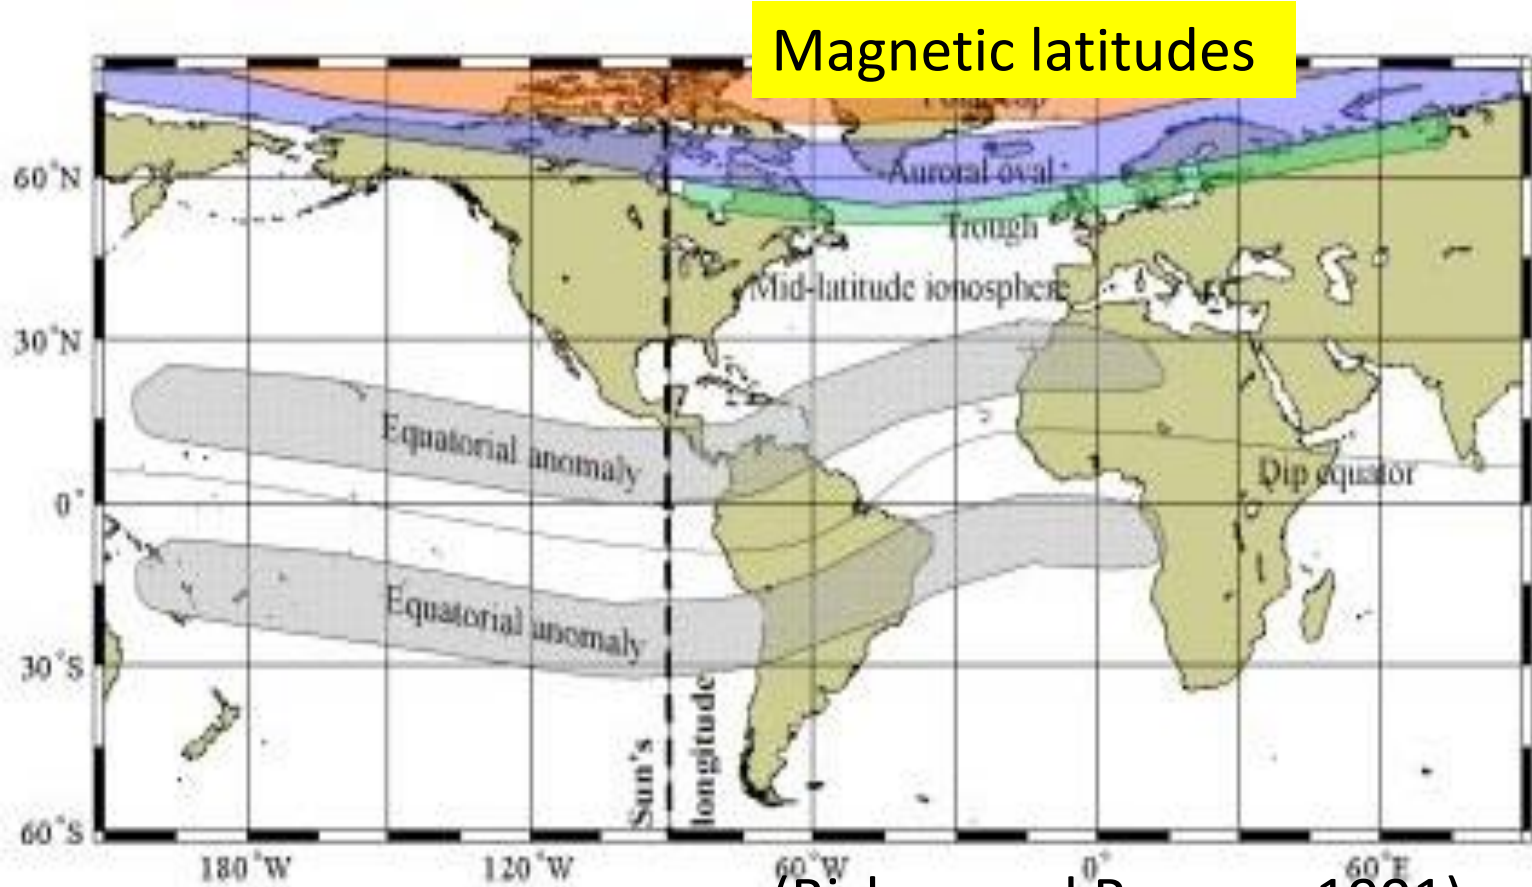 Magnetic latitudes
60°N
Auroral oval
Trough
Mid-latitude ionosphere
30°N
Equatorial anomaly
Dip equator
0°
Equatorial anomaly
30°S
Sun's
longitude
60°S
180°W
120°W
60°W
0°
60°E